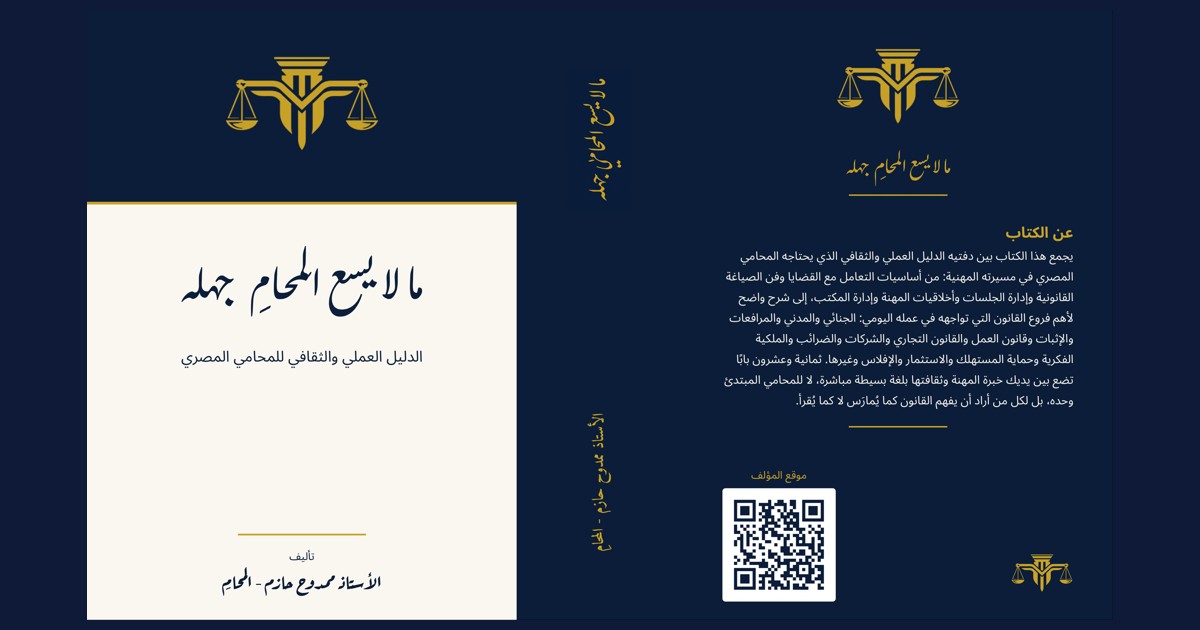 ما لا يسع المحامِ جهله
الدليل العملي والثقافي للمحامي المصري
تأليف
الأستاذ ممدوح حازم - المحامِ
ما لا يسع المحامي جهله
الأستاذ ممدوح حازم - المحامِ
ما لا يسع المحامِ جهله
عن الكتاب
يجمع هذا الكتاب بين دفتيه الدليل العملي والثقافي الذي يحتاجه المحامي
المصري في مسيرته المهنية: من أساسيات التعامل مع القضايا وفن الصياغة
القانونية وإدارة الجلسات وأخلاقيات المهنة وإدارة المكتب، إلى شرح واضح
لأهم فروع القانون التي تواجهه في عمله اليومي: الجنائي والمدني والمرافعات
والإثبات وقانون العمل والقانون التجاري والشركات والضرائب والملكية
الفكرية وحماية المستهلك والاستثمار والإفلاس وغيرها. ثمانية وعشرون بابًا
تضع بين يديك خبرة المهنة وثقافتها بلغة بسيطة مباشرة، لا للمحامي المبتدئ
وحده، بل لكل من أراد أن يفهم القانون كما يُمارَس لا كما يُقرأ.
موقع المؤلف